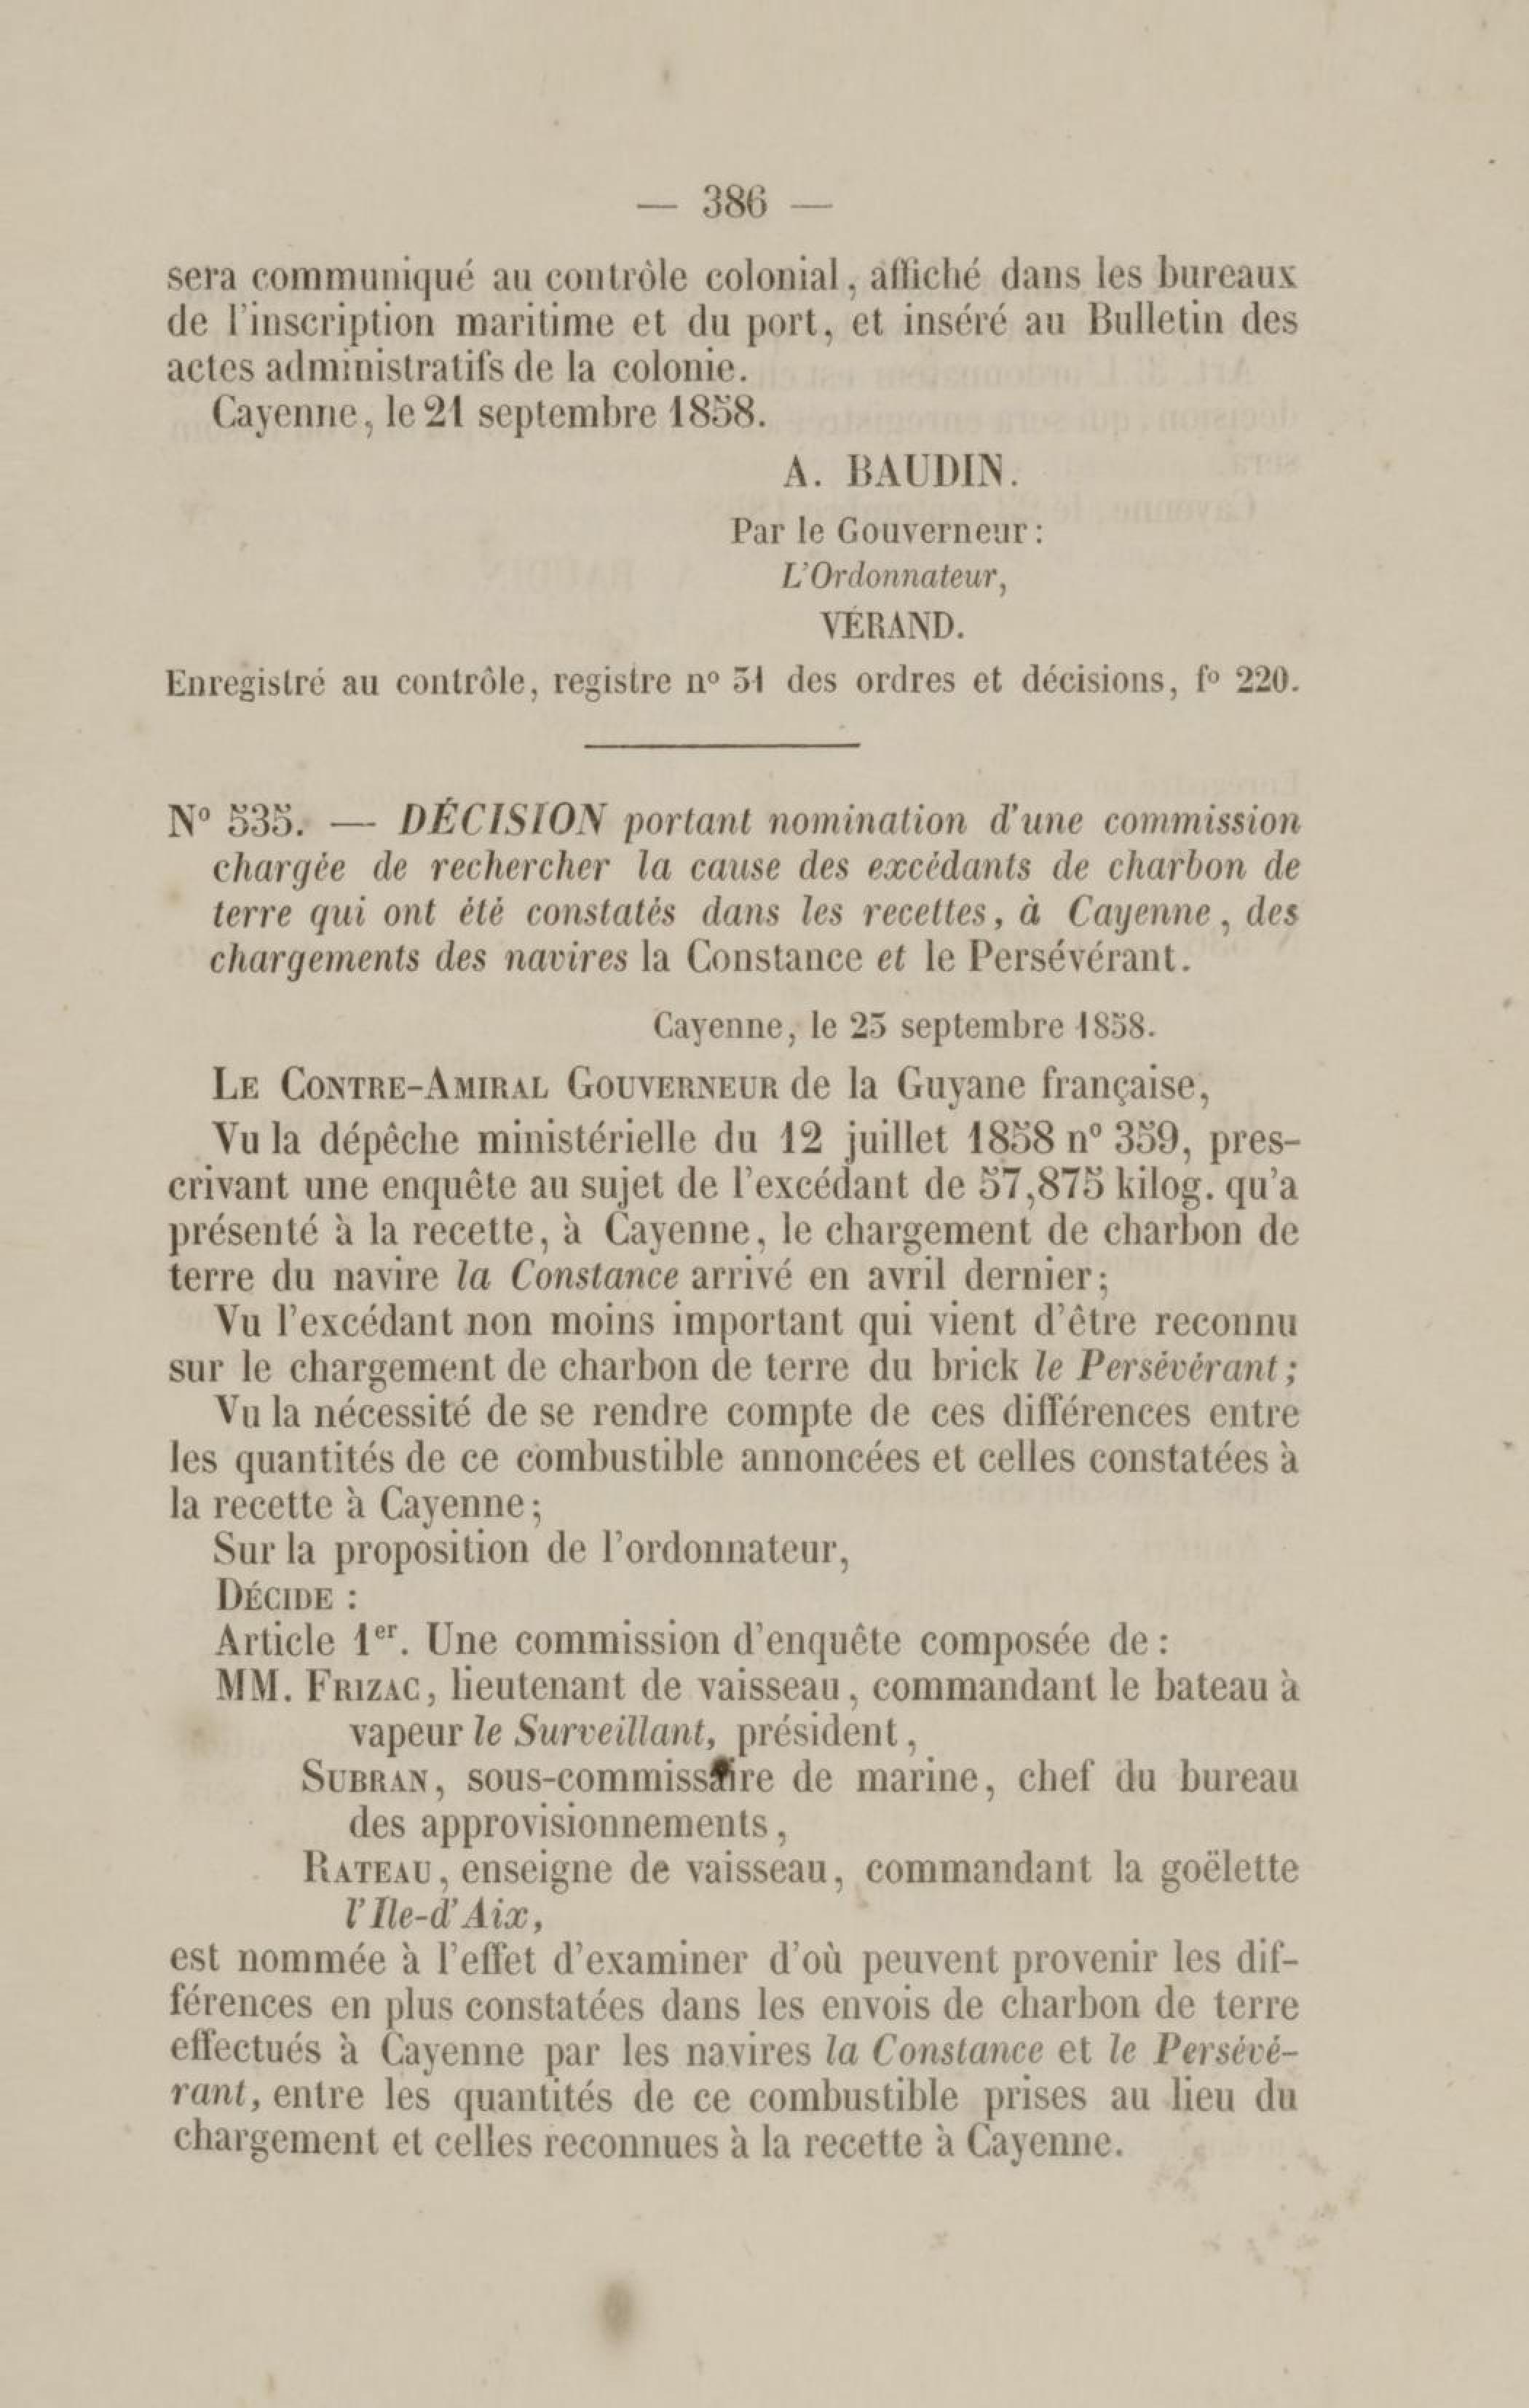 — 386 —
sera communiqué au contrôle colonial, affiché dans les bureaux
de l'inscription maritime et du port, et inséré au Bulletin des
actes administratifs de la colonie.
Cayenne, le 21 septembre 1858.
A. BAUDIN.
Par le Gouverneur :
L'Ordonnateur,
VÉRAND.
Enregistré au contrôle, registre nº 51 des ordres et décisions, fº 220.
Nº 535. — DÉCISION portant nomination d'une commission
chargée de rechercher la cause des excédants de charbon de
terre qui ont été constatés dans les recettes, à Cayenne, des
chargements des navires la Constance et le Persévérant.
Cayenne, le 25 septembre 1858.
LE CONTRE-AMIRAL GOUVERNEUR de la Guyane française,
Vu la dépêche ministérielle du 12 juillet 1858 nº 359, pres-
crivant une enquête au sujet de l'excédant de 57,875 kilog. qu'a
présenté à la recette, à Cayenne, le chargement de charbon de
terre du navire la Constance arrivé en avril dernier;
Vu l'excédant non moins important qui vient d'être reconnu
sur le chargement de charbon de terre du brick le Persévérant;
Vu la nécessité de se rendre compte de ces différences entre
les quantités de ce combustible annoncées et celles constatées à
la recette à Cayenne;
Sur la proposition de l'ordonnateur,
DÉCIDE :
Article 1er. Une commission d'enquête composée de :
MM. FRIZAC, lieutenant de vaisseau, commandant le bateau à
vapeur le Surveillant, président,
SUBRAN, sous-commissaire de marine, chef du bureau
des approvisionnements,
RATEAU, enseigne de vaisseau, commandant la goëlette
l'Ile-d'Aix,
est nommée à l'effet d'examiner d'où peuvent provenir les dif-
férences en plus constatées dans les envois de charbon de terre
effectués à Cayenne par les navires la Constance et le Persévé-
rant, entre les quantités de ce combustible prises au lieu du
chargement et celles reconnues à la recette à Cayenne.